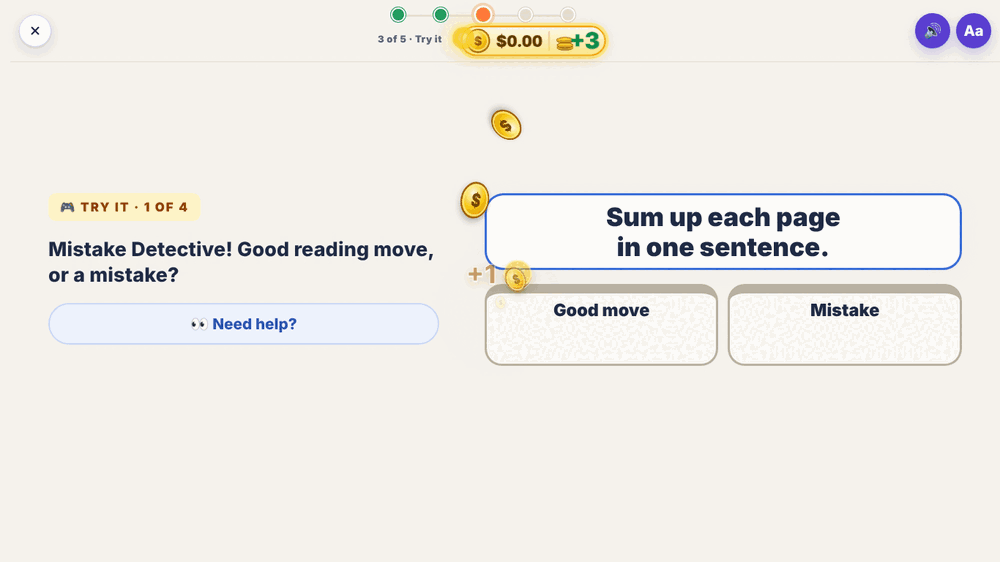 3 of 5 · Try it
$0.00
+3
🎮 TRY IT · 1 OF 4
Mistake Detective! Good reading move,
or a mistake?
👀 Need help?
Sum up each page
in one sentence.
+1
Good move
Mistake
Aa